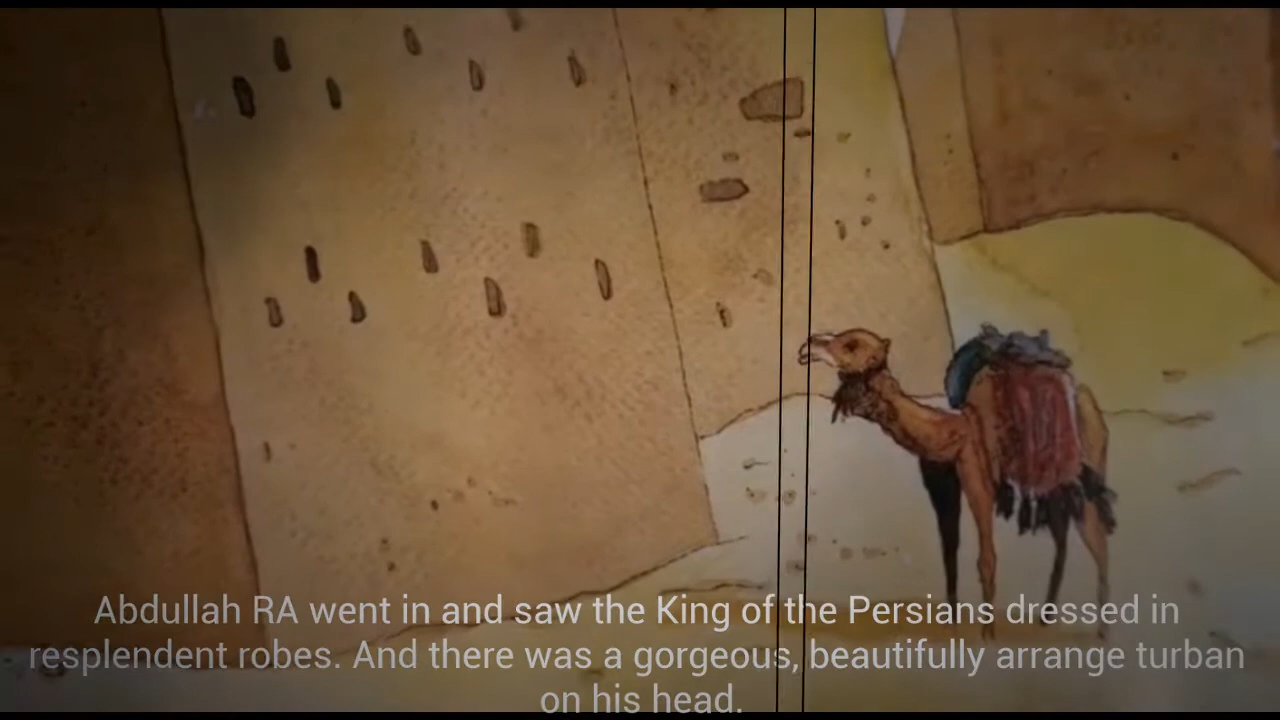 Abdullah RA went in and saw the King of the Persians dressed in
resplendent robes. And there was a gorgeous, beautifully arrange turban
on his head.